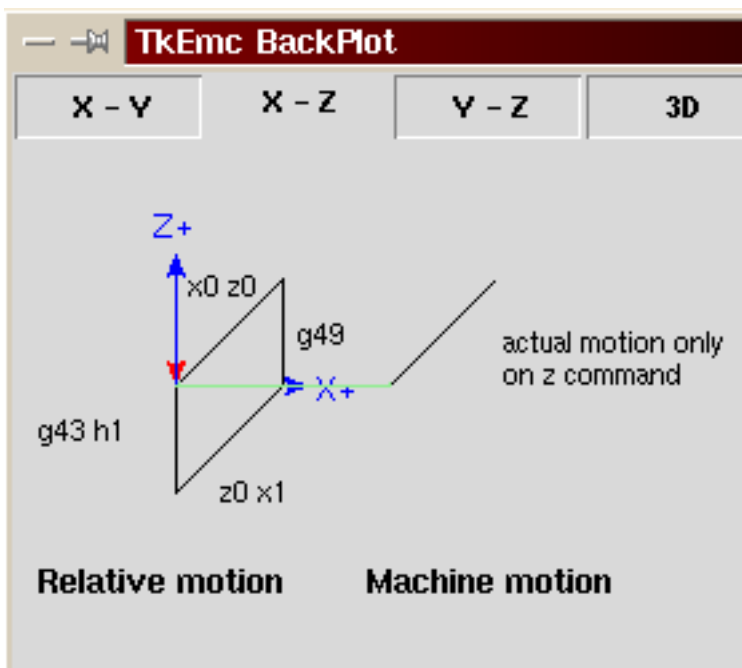 TkEmc BackPlot
X - Y
X - Z
Y - Z
3D
Z+
x0 z0
g49
actual motion only
on z command
X+
g43 h1
z0 x1
Relative motion
Machine motion